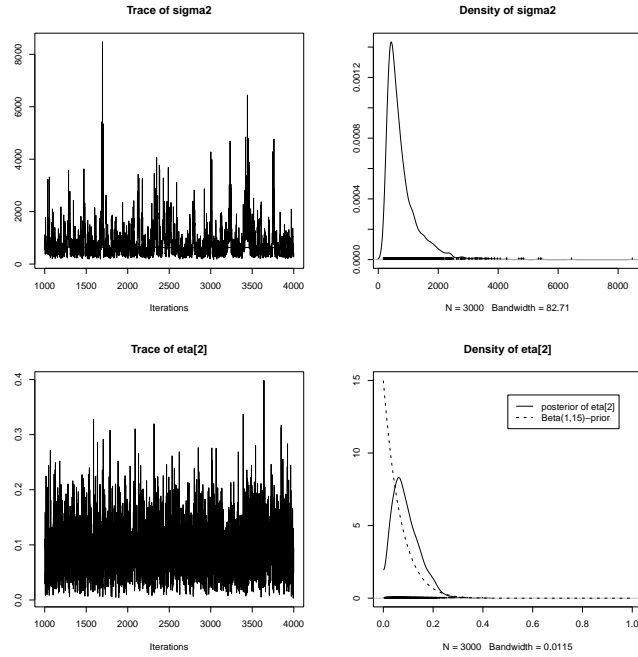 Trace of sigma2
0 2000 4000 6000 8000
1000 1500 2000 2500 3000 3500 4000
Iterations
Density of sigma2
0.0000 0.0004 0.0012
0 2000 4000 6000 8000
N = 3000 Bandwidth = 82.71
Trace of eta[2]
0.0 0.1 0.2 0.3 0.4
1000 1500 2000 2500 3000 3500 4000
Iterations
Density of eta[2]
0 5 10 15
posterior of eta[2]
Beta(1,15)−prior
0.0 0.2 0.4 0.6 0.8 1.0
N = 3000 Bandwidth = 0.0115